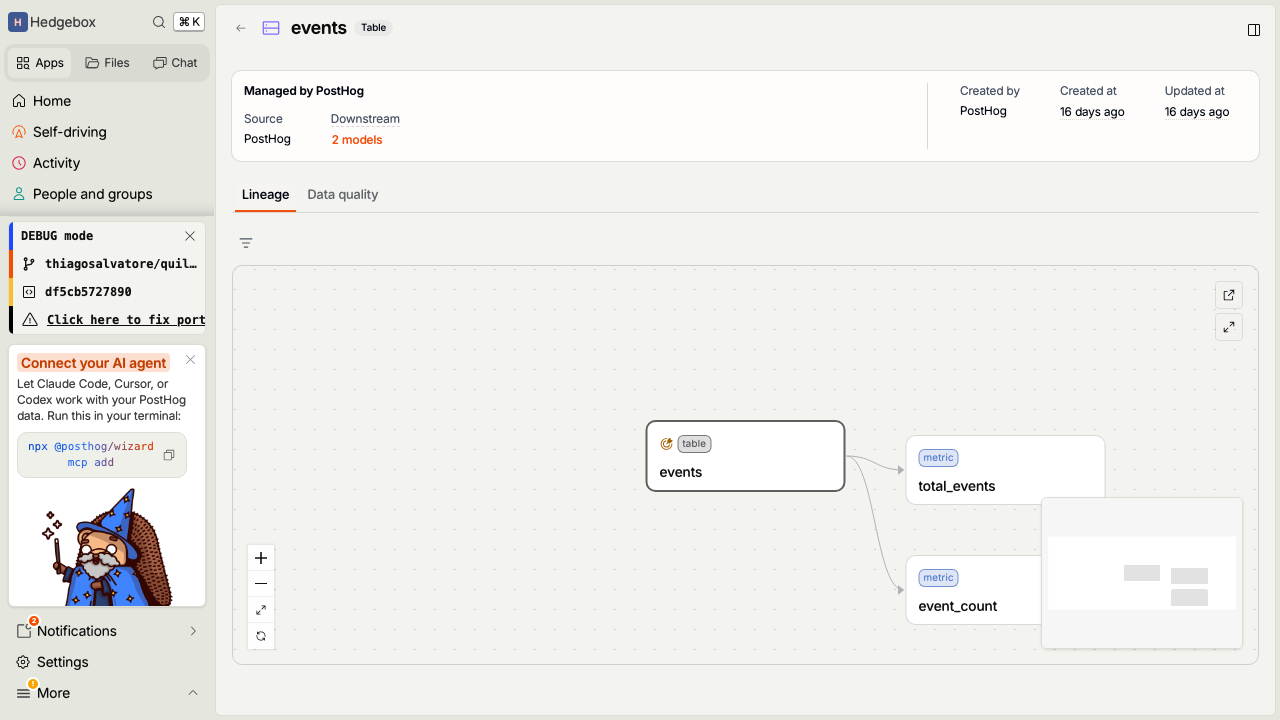 H Hedgebox
⌘ K
Apps
Files
Chat
Home
Self-driving
Activity
People and groups
DEBUG mode
thiagosalvatore/quil…
df5cb5727890
Click here to fix port
Connect your AI agent
Let Claude Code, Cursor, or
Codex work with your PostHog
data. Run this in your terminal:
npx @posthog/wizard
mcp add
2
Notifications
Settings
!
More
events
Table
Managed by PostHog
Source
Downstream
PostHog
2 models
Created by
Created at
Updated at
PostHog
16 days ago
16 days ago
Lineage
Data quality
table
events
metric
total_events
metric
event_count